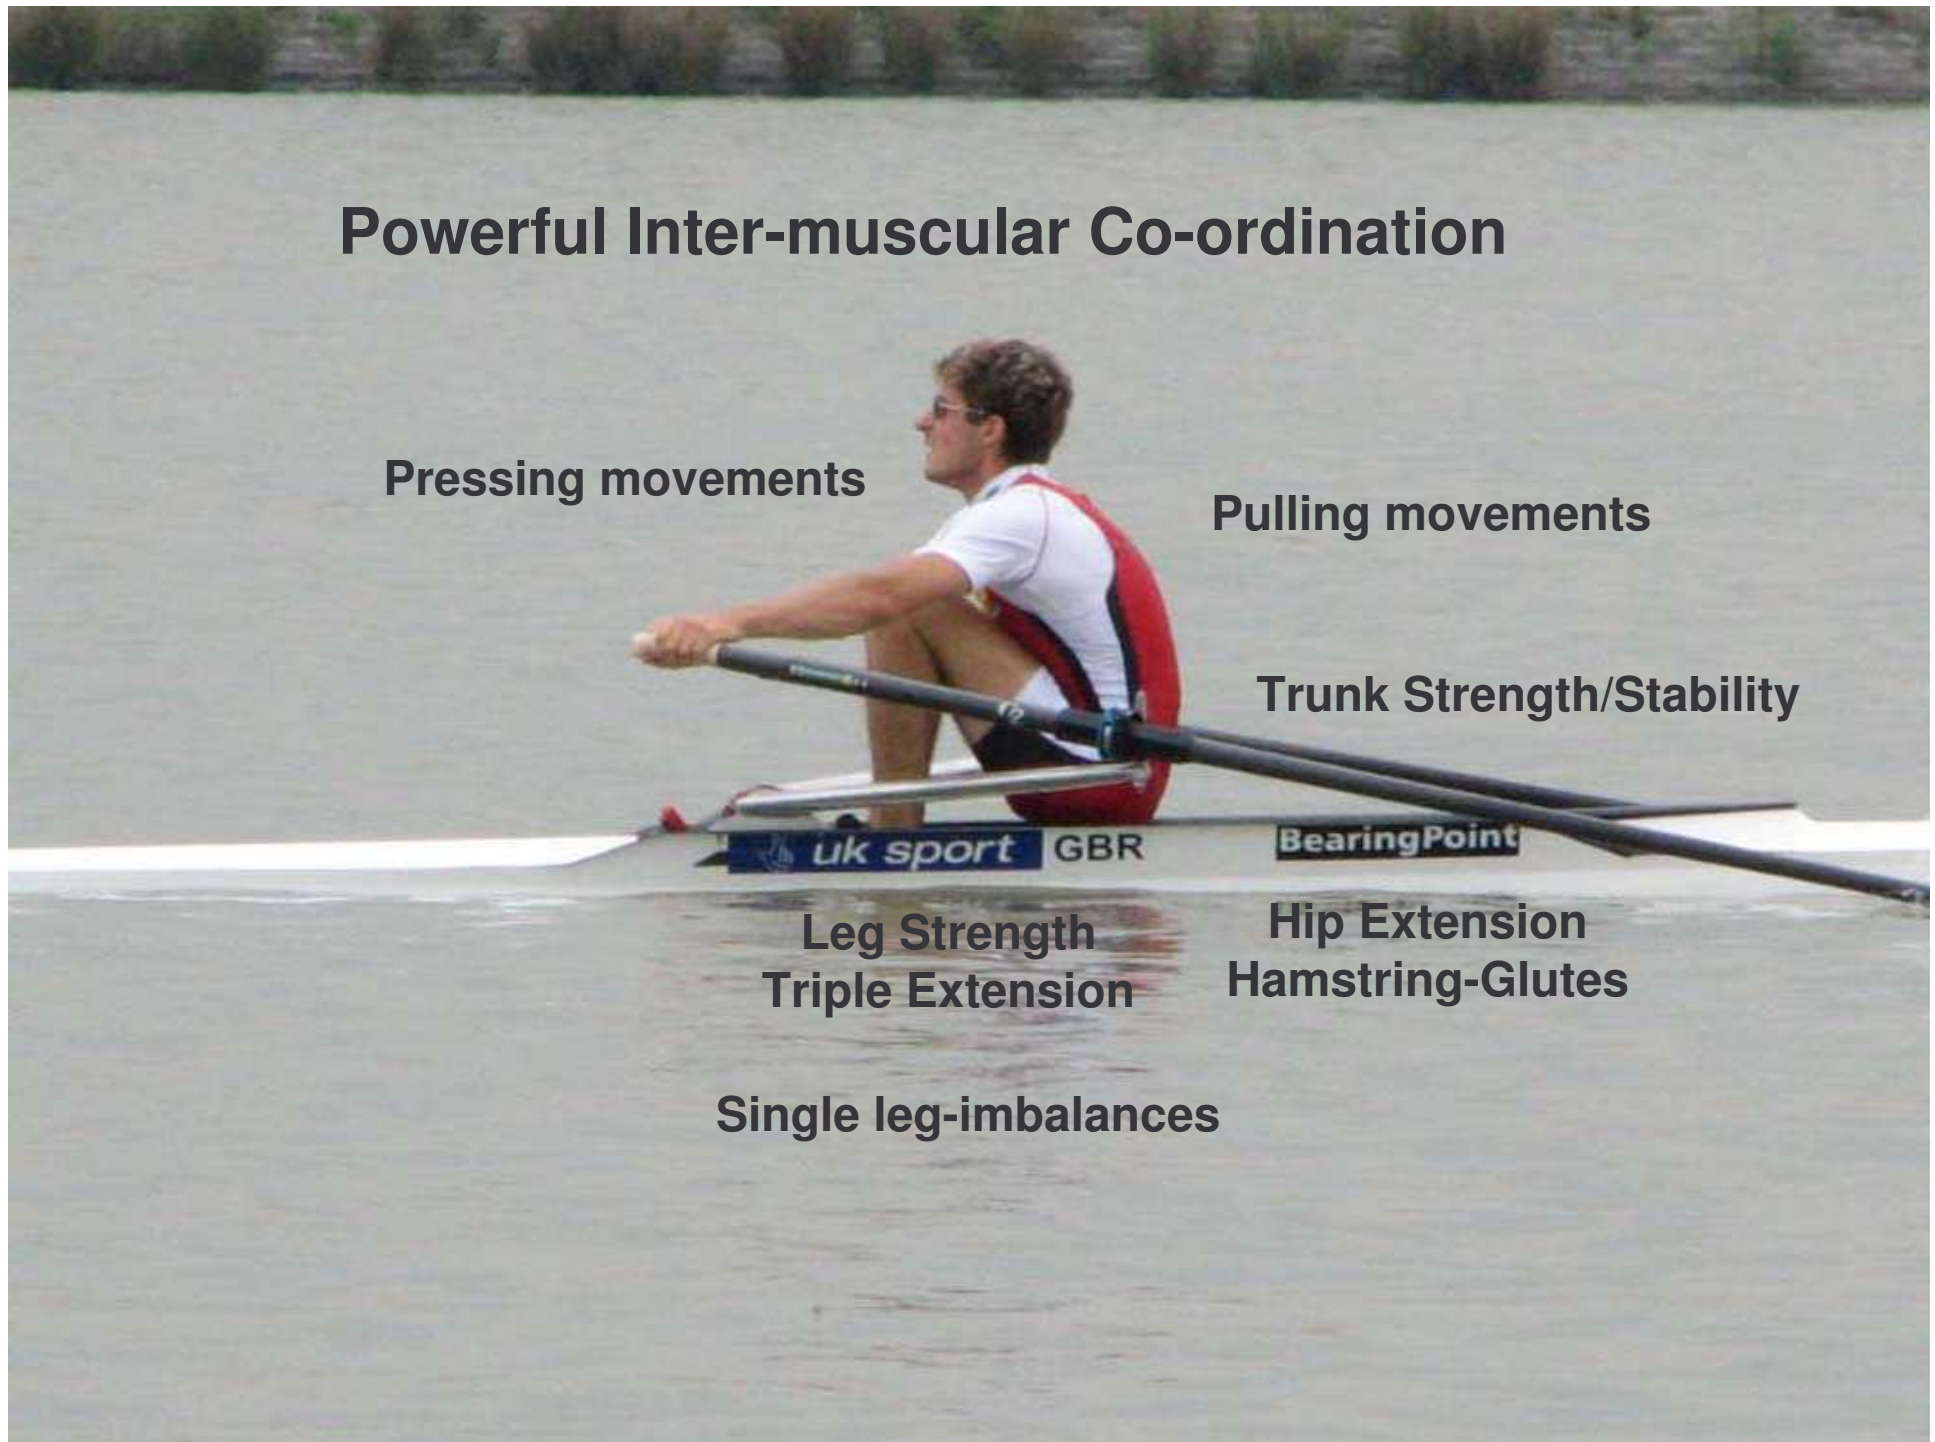 Powerful Inter-muscular Co-ordination
Pressing movements
Pulling movements
Trunk Strength/Stability
uk sport GBR BearingPoint
Leg Strength
Triple Extension
Hip Extension
Hamstring-Glutes
Single leg-imbalances